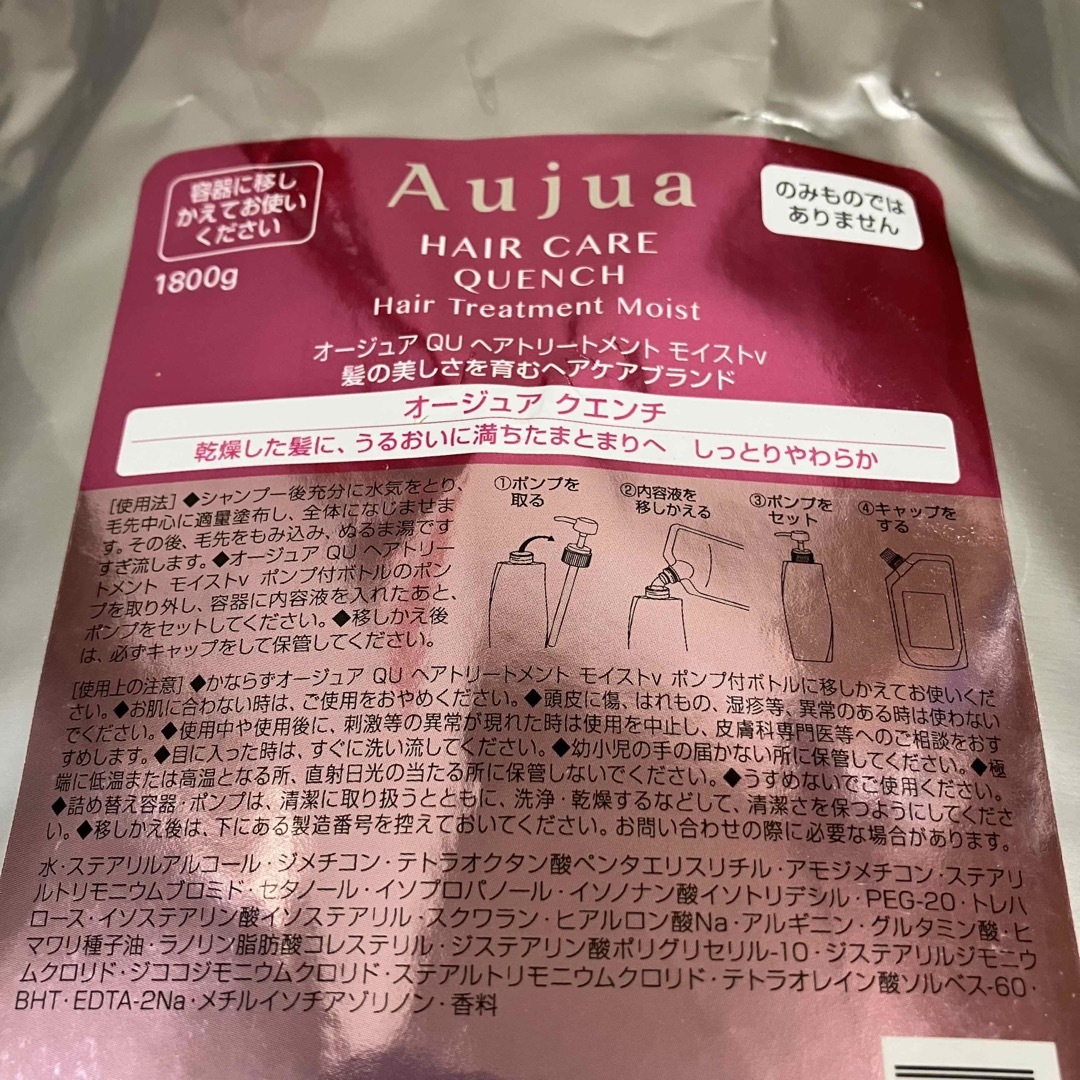 容器に移し
かえてお使い
ください
1800g
Aujua
HAIR CARE
QUENCH
Hair Treatment Moist
のみものでは
ありません
オージュア QU ヘアトリートメント モイストv
髪の美しさを育むヘアケアブランド
オージュア クエンチ
乾燥した髪に、うるおいに満ちたまとまりへ しっとりやわらか
[使用法]◆シャンプー後充分に水気をとり、
毛先中心に適量塗布し、全体になじませま
す。その後、毛先をもみ込み、ぬるま湯です
すぎ流します。◆オージュア QU ヘアトリー
トメント モイストv ポンプ付ボトルのポン
プを取り外し、容器に内容液を入れたあと、
ポンプをセットしてください。◆移しかえ後
は、必ずキャップをして保管してください。
①ポンプを
取る
②内容液を
移しかえる
③ポンプを
セット
④キャップを
する
[使用上の注意]◆かならずオージュア QU ヘアトリートメント モイストv ポンプ付ボトルに移しかえてお使いくだ
さい。◆お肌に合わない時は、ご使用をおやめください。◆頭皮に傷、はれもの、湿疹等、異常のある時は使わない
でください。◆使用中や使用後に、刺激等の異常が現れた時は使用を中止し、皮膚科専門医等へのご相談をおす
すめします。◆目に入った時は、すぐに洗い流してください。◆幼小児の手の届かない所に保管してください。◆極
端に低温または高温となる所、直射日光の当たる所に保管しないでください。◆うすめないでご使用ください。
◆詰め替え容器・ポンプは、清潔に取り扱うとともに、洗浄・乾燥するなどして、清潔さを保つようにしてくださ
い。◆移しかえ後は、下にある製造番号を控えておいてください。お問い合わせの際に必要な場合があります。
水・ステアリルアルコール・ジメチコン・テトラオクタン酸ペンタエリスリチル・アモジメチコン・ステアリ
ルトリモニウムブロミド・セタノール・イソプロパノール・イソノナン酸イソトリデシル・PEG-20・トレハ
ロース・イソステアリン酸イソステアリル・スクワラン・ヒアルロン酸Na・アルギニン・グルタミン酸・ヒ
マワリ種子油・ラノリン脂肪酸コレステリル・ジステアリン酸ポリグリセリル-10・ジステアリルジモニウ
ムクロリド・ジココジモニウムクロリド・ステアルトリモニウムクロリド・テトラオレイン酸ソルベス-60・
BHT・EDTA-2Na・メチルイソチアゾリノン・香料